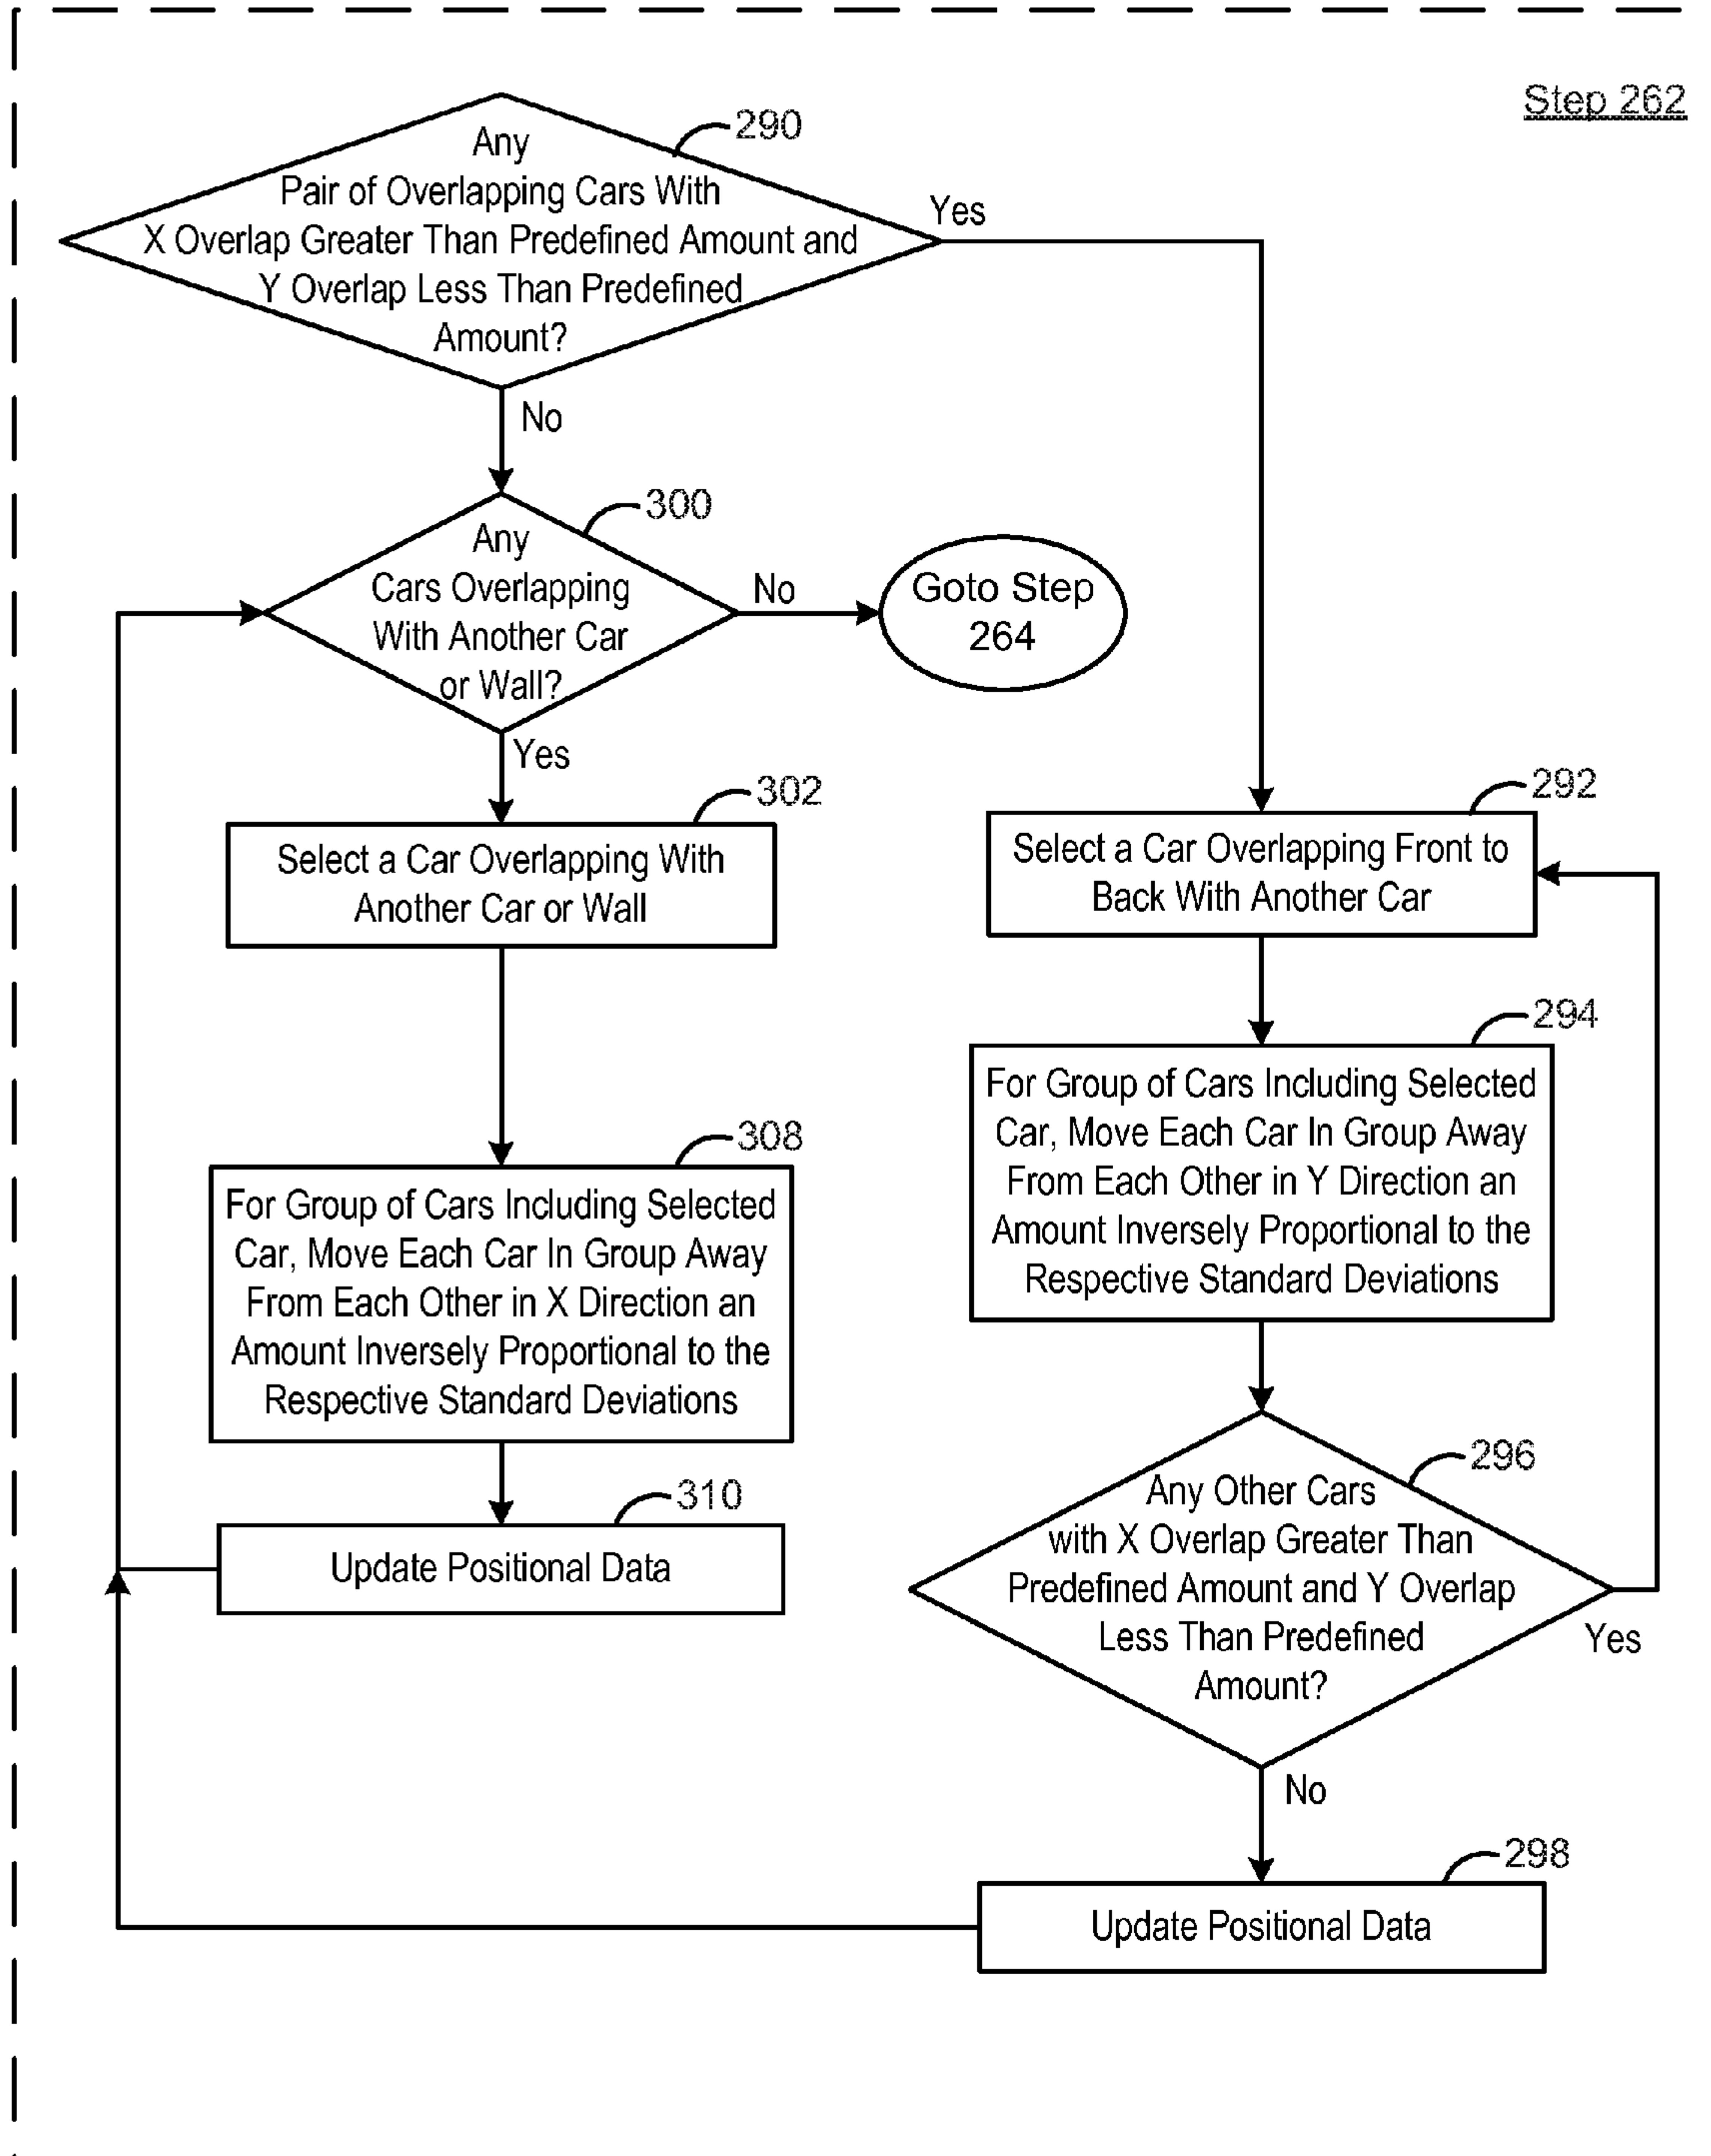 Step 262
290
Any
Pair of Overlapping Cars With
X Overlap Greater Than Predefined Amount and
Y Overlap Less Than Predefined
Amount?
Yes
No
300
Any
Cars Overlapping
With Another Car
or Wall?
No
Goto Step
264
Yes
302
Select a Car Overlapping With
Another Car or Wall
308
For Group of Cars Including Selected
Car, Move Each Car In Group Away
From Each Other in X Direction an
Amount Inversely Proportional to the
Respective Standard Deviations
310
Update Positional Data
292
Select a Car Overlapping Front to
Back With Another Car
294
For Group of Cars Including Selected
Car, Move Each Car In Group Away
From Each Other in Y Direction an
Amount Inversely Proportional to the
Respective Standard Deviations
296
Any Other Cars
with X Overlap Greater Than
Predefined Amount and Y Overlap
Less Than Predefined
Amount?
Yes
No
298
Update Positional Data